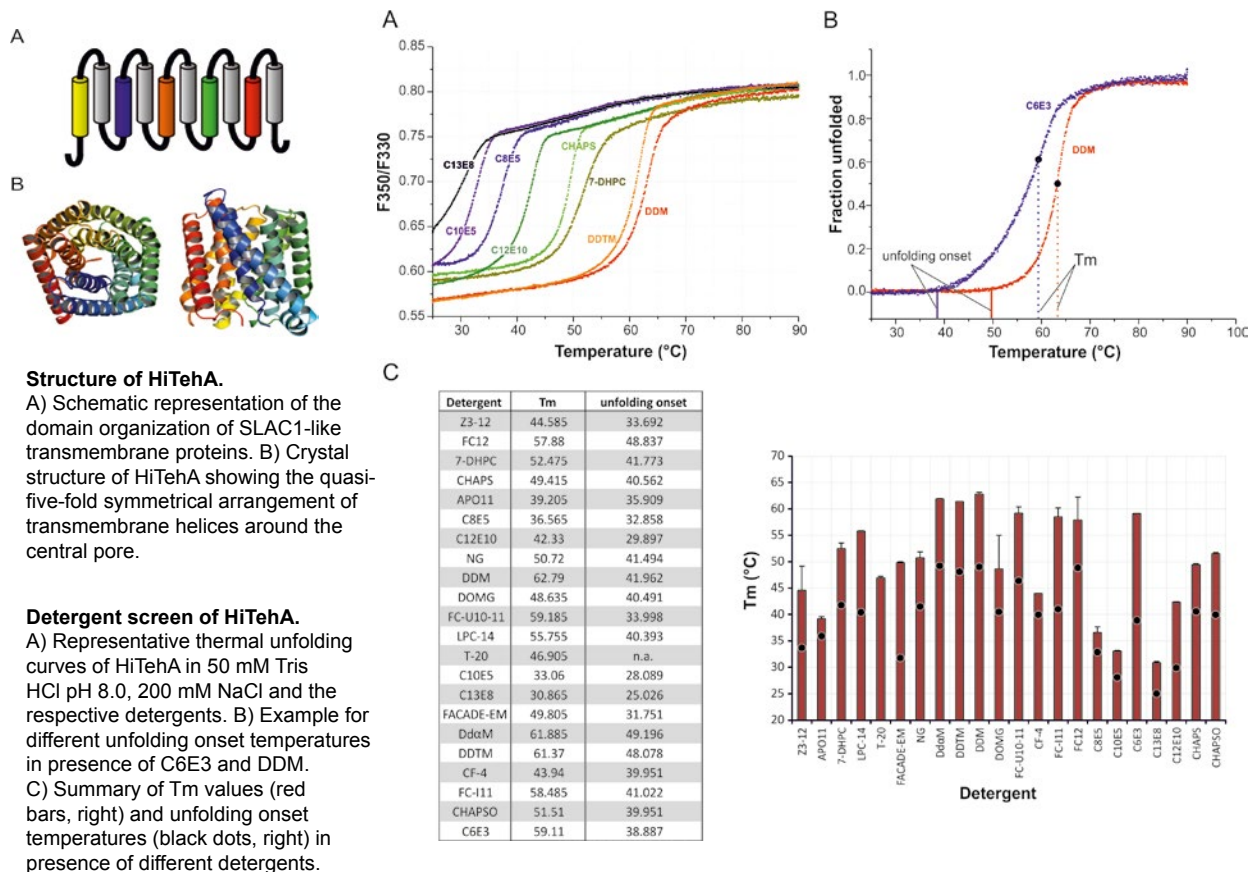 A
B
Structure of HiTehA.
A) Schematic representation of the
domain organization of SLAC1-like
transmembrane proteins. B) Crystal
structure of HiTehA showing the quasi-
five-fold symmetrical arrangement of
transmembrane helices around the
central pore.
Detergent screen of HiTehA.
A) Representative thermal unfolding
curves of HiTehA in 50 mM Tris
HCl pH 8.0, 200 mM NaCl and the
respective detergents. B) Example for
different unfolding onset temperatures
in presence of C6E3 and DDM.
C) Summary of Tm values (red
bars, right) and unfolding onset
temperatures (black dots, right) in
presence of different detergents.
A
F350/F330
0.85
0.80
0.75
0.70
0.65
0.60
0.55
C13E8
C8E5
CHAPS
7-DHPC
C10E5
C12E10
DDTM
DDM
30 40 50 60 70 80 90
Temperature (°C)
B
Fraction unfolded
1.0
0.8
0.6
0.4
0.2
0.0
C6E3
DDM
unfolding onset
Tm
30 40 50 60 70 80 90 100
Temperature (°C)
C
Detergent Tm unfolding onset
Z3-12 44.585 33.692
FC12 57.88 48.837
7-DHPC 52.475 41.773
CHAPS 49.415 40.562
APO11 39.205 35.909
C8E5 36.565 32.858
C12E10 42.33 29.897
NG 50.72 41.494
DDM 62.79 41.962
DOMG 48.635 40.491
FC-U10-11 59.185 33.998
LPC-14 55.755 40.393
T-20 46.905 n.a.
C10E5 33.06 28.089
C13E8 30.865 25.026
FACADE-EM 49.805 31.751
DdαM 61.885 49.196
DDTM 61.37 48.078
CF-4 43.94 39.951
FC-I11 58.485 41.022
CHAPSO 51.51 39.951
C6E3 59.11 38.887
Tm (°C)
70
65
60
55
50
45
40
35
30
25
20
Z3-12
APO11
7-DHPC
LPC-14
T-20
FACADE-EM
NG
DdαM
DDTM
DDM
DOMG
FC-U10-11
CF-4
FC-I11
FC12
C8E5
C10E5
C6E3
C13E8
C12E10
CHAPS
CHAPSO
Detergent